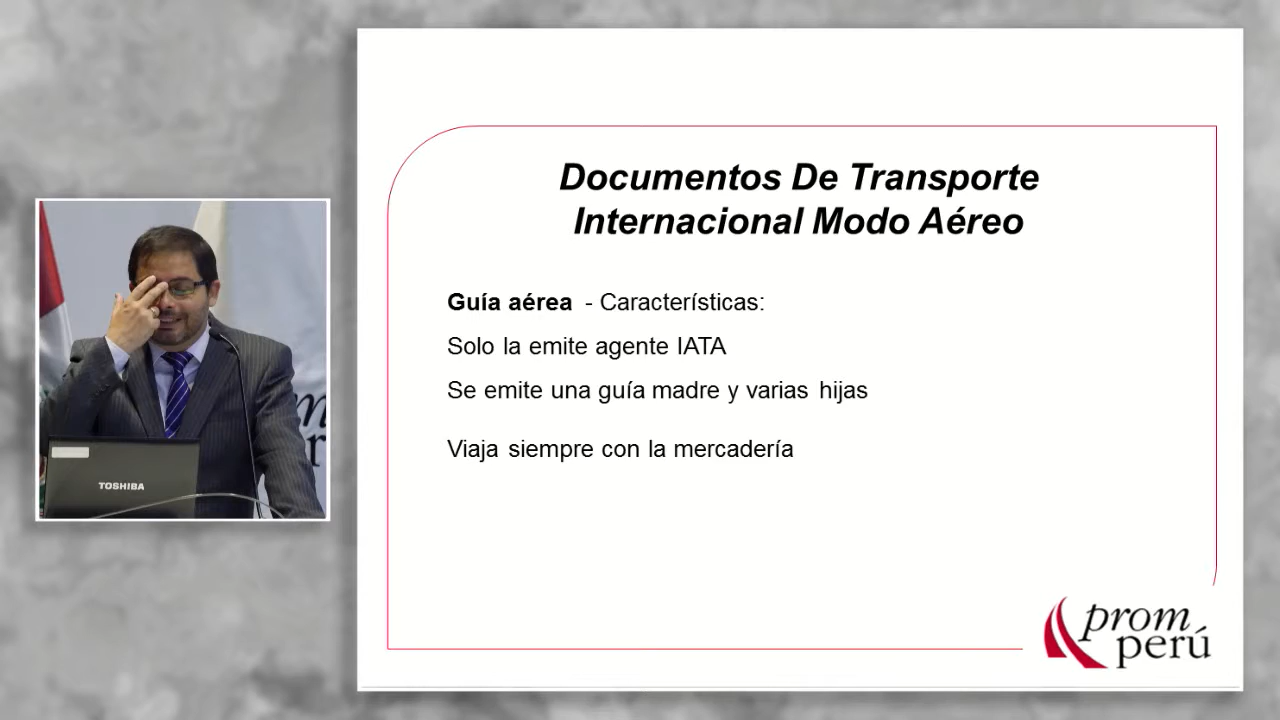 Documentos De Transporte
Internacional Modo Aéreo
Guía aérea - Características:
Solo la emite agente IATA
Se emite una guía madre y varias hijas
Viaja siempre con la mercadería
TOSHIBA
prom
perú